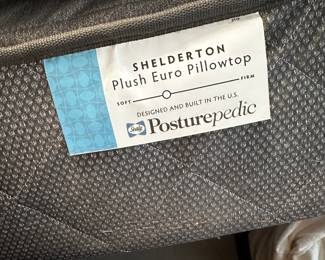 SHELDERTON
Plush Euro Pillowtop
SOFT FIRM
DESIGNED AND BUILT IN THE U.S.
Sealy Posturepedic